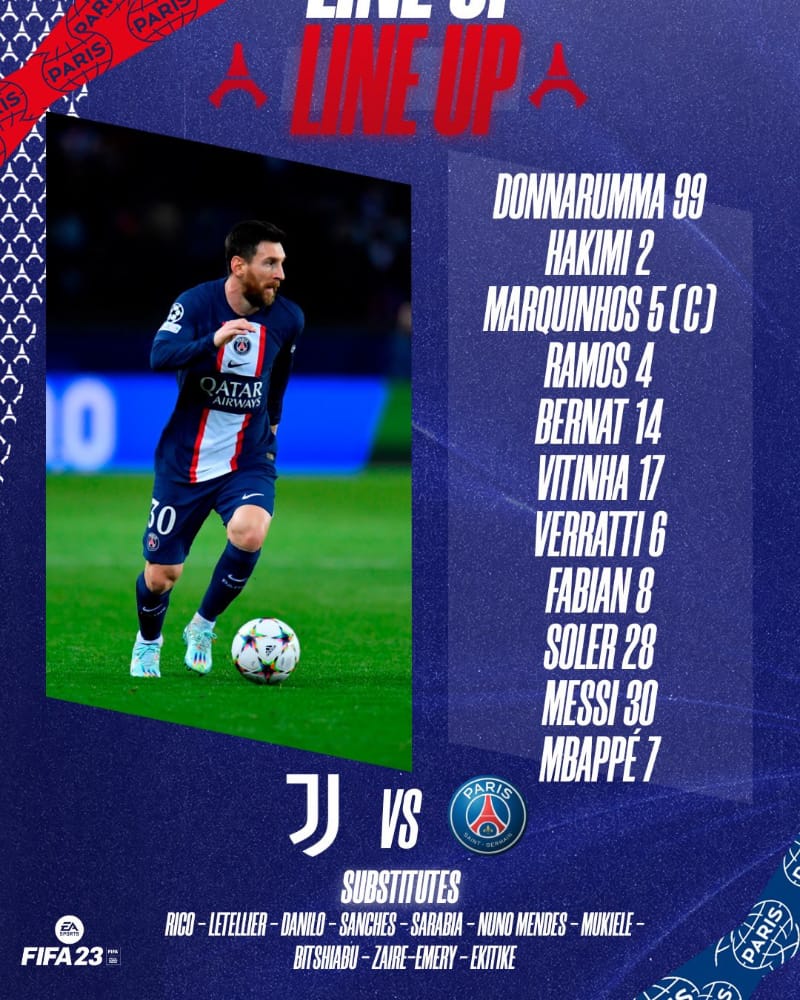 LINE UP
LINE UP
PARIS
PARIS
DONNARUMMA 99
HAKIMI 2
MARQUINHOS 5 (C)
RAMOS 4
BERNAT 14
VITINHA 17
VERRATTI 6
FABIAN 8
SOLER 28
MESSI 30
MBAPPÉ 7
QATAR
AIRWAYS
30
VS
PARIS
SAINT-GERMAIN
SUBSTITUTES
RICO - LETELLIER - DANILO - SANCHES - SARABIA - NUNO MENDES - MUKIELE -
BITSHIABU - ZAIRE-EMERY - EKITIKE
EA
SPORTS
FIFA 23
PARIS